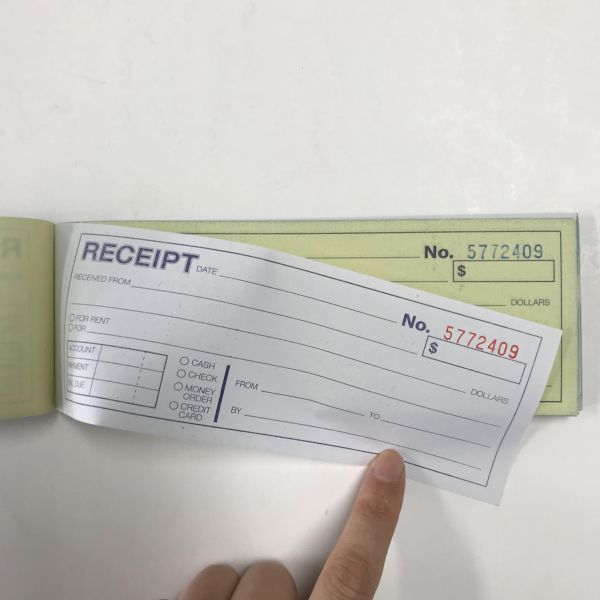 No. 5772409
$
DOLLARS
RECEIPT DATE
No. 5772409
RECEIVED FROM
$
DOLLARS
FOR RENT
FOR
ACCOUNT
PAYMENT
BAL. DUE
CASH
CHECK
MONEY
ORDER
CREDIT
CARD
FROM
TO
BY